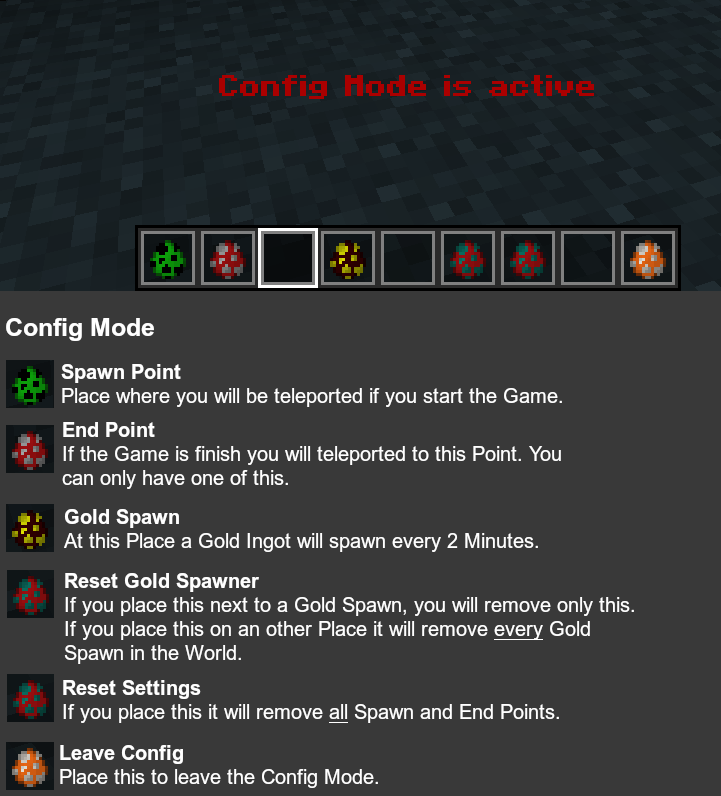 Config Mode is active
Config Mode
Spawn Point
Place where you will be teleported if you start the Game.
End Point
If the Game is finish you will teleported to this Point. You
can only have one of this.
Gold Spawn
At this Place a Gold Ingot will spawn every 2 Minutes.
Reset Gold Spawner
If you place this next to a Gold Spawn, you will remove only this.
If you place this on an other Place it will remove every Gold
Spawn in the World.
Reset Settings
If you place this it will remove all Spawn and End Points.
Leave Config
Place this to leave the Config Mode.